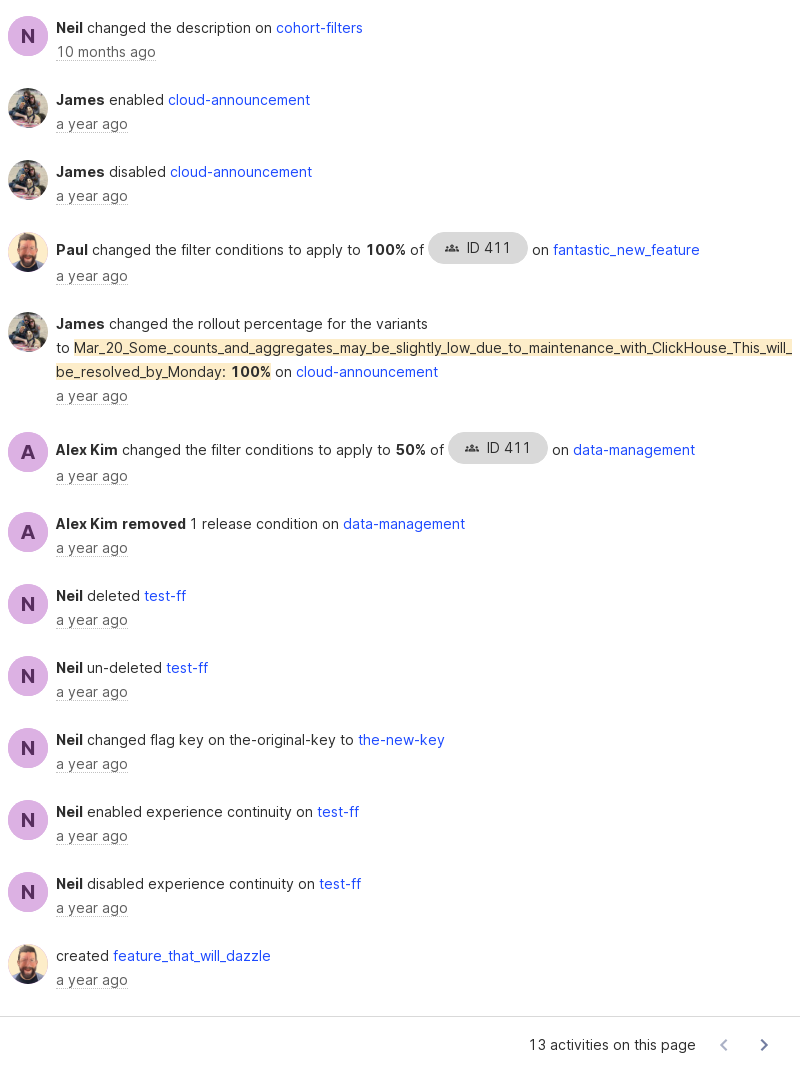 N
Neil changed the description on cohort-filters
10 months ago
James enabled cloud-announcement
a year ago
James disabled cloud-announcement
a year ago
Paul changed the filter conditions to apply to 100% of ID 411 on fantastic_new_feature
a year ago
James changed the rollout percentage for the variants
to Mar_20_Some_counts_and_aggregates_may_be_slightly_low_due_to_maintenance_with_ClickHouse_This_will_
be_resolved_by_Monday: 100% on cloud-announcement
a year ago
A
Alex Kim changed the filter conditions to apply to 50% of ID 411 on data-management
a year ago
A
Alex Kim removed 1 release condition on data-management
a year ago
N
Neil deleted test-ff
a year ago
N
Neil un-deleted test-ff
a year ago
N
Neil changed flag key on the-original-key to the-new-key
a year ago
N
Neil enabled experience continuity on test-ff
a year ago
N
Neil disabled experience continuity on test-ff
a year ago
created feature_that_will_dazzle
a year ago
13 activities on this page